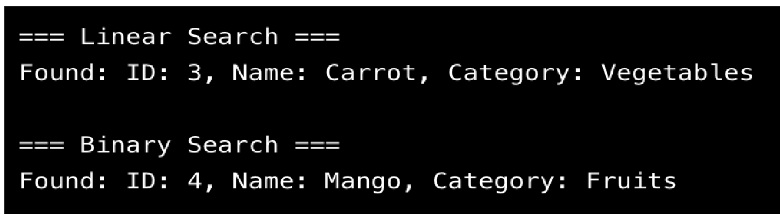 === Linear Search ===
Found: ID: 3, Name: Carrot, Category: Vegetables
=== Binary Search ===
Found: ID: 4, Name: Mango, Category: Fruits